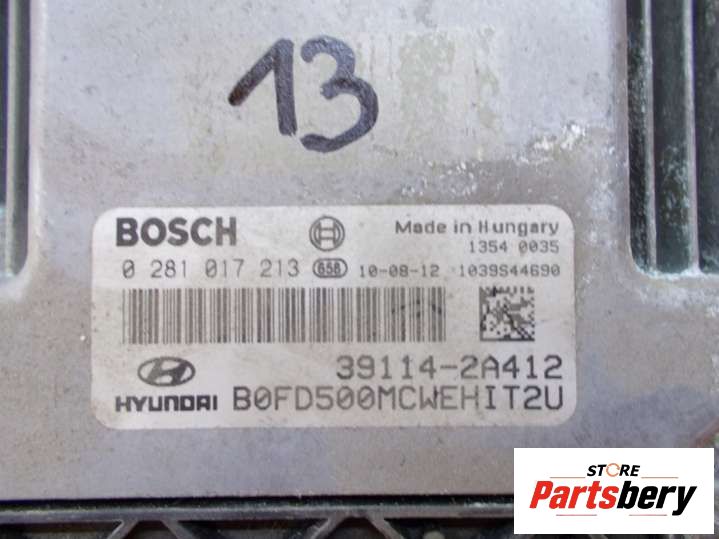 13
BOSCH
Made in Hungary
1354 0035
0 281 017 213 658 10-08-12 1039S44690
39114-2A412
HYUNDAI B0FD500MCWEHIT2U
STORE
Partsbery